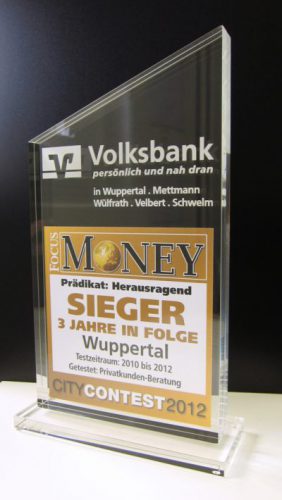 Volksbank
persönlich und nah dran
in Wuppertal . Mettmann
Wülfrath . Velbert . Schwelm
FOCUS
MONEY
Prädikat: Herausragend
SIEGER
3 JAHRE IN FOLGE
Wuppertal
Testzeitraum: 2010 bis 2012
Getestet: Privatkunden-Beratung
CITYCONTEST2012